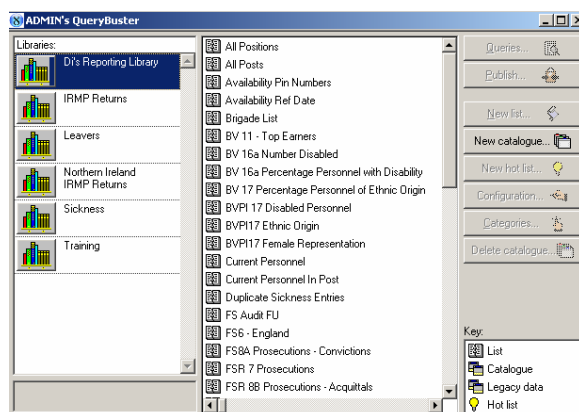 ADMIN's QueryBuster
Libraries:
Di's Reporting Library
IRMP Returns
Leavers
Northern Ireland
IRMP Returns
Sickness
Training
All Positions
All Posts
Availability Pin Numbers
Availability Ref Date
Brigade List
BV 11 - Top Earners
BV 16a Number Disabled
BV 16a Percentage Personnel with Disability
BV 17 Percentage Personnel of Ethnic Origin
BVPI 17 Disabled Personnel
BVPI17 Ethnic Origin
BVPI17 Female Representation
Current Personnel
Current Personnel In Post
Duplicate Sickness Entries
FS Audit FU
FS6 - England
FS8A Prosecutions - Convictions
FSR 7 Prosecutions
FSR 8B Prosecutions - Acquittals
Queries...
Publish...
New list...
New catalogue...
New hot list...
Configuration...
Categories...
Delete catalogue...
Key:
List
Catalogue
Legacy data
Hot list